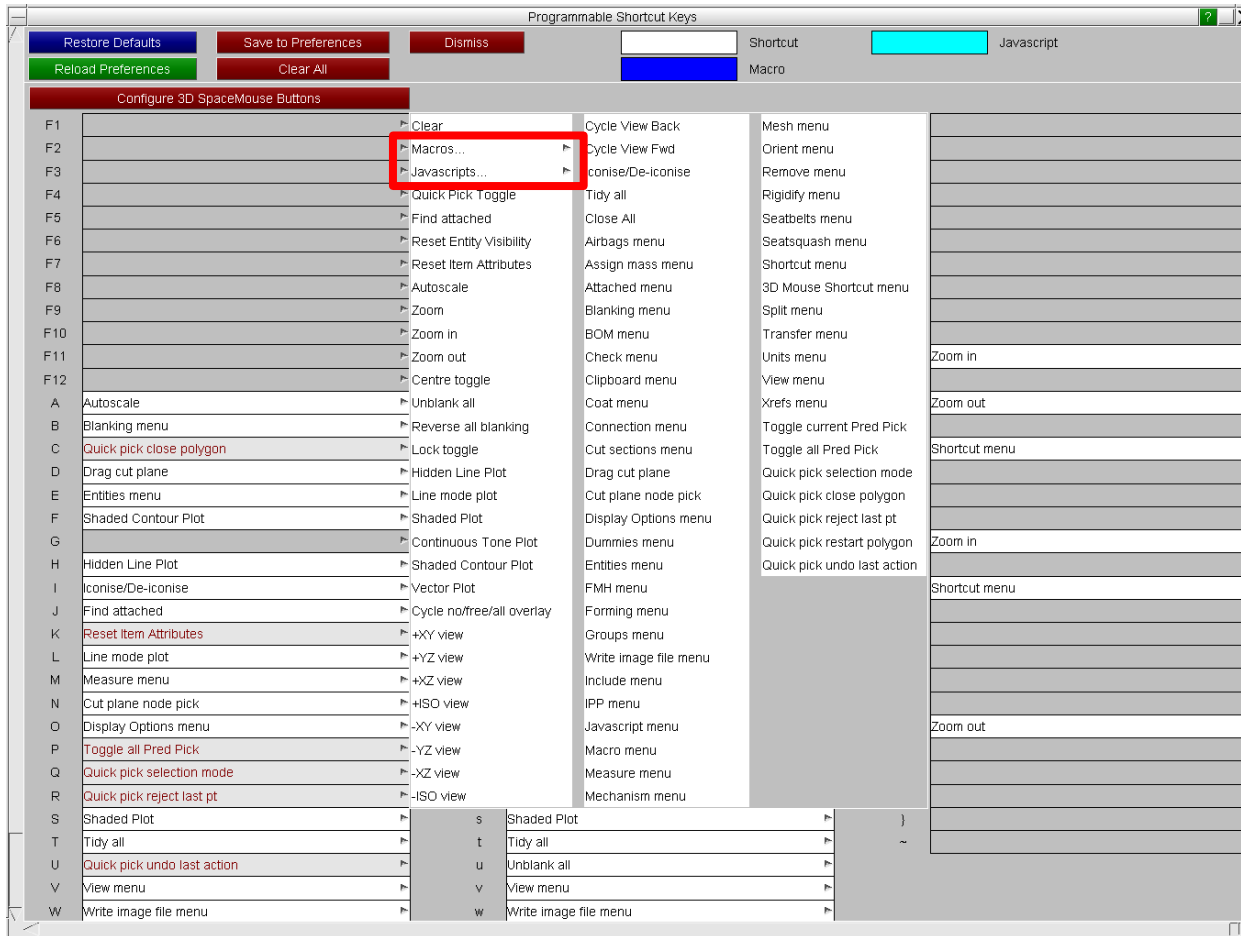 Programmable Shortcut Keys ?
Restore Defaults Save to Preferences Dismiss Shortcut Javascript
Reload Preferences Clear All Macro
Configure 3D SpaceMouse Buttons
F1 Clear Cycle View Back Mesh menu
F2 Macros... Cycle View Fwd Orient menu
F3 Javascripts... Iconise/De-iconise Remove menu
F4 Quick Pick Toggle Tidy all Rigidify menu
F5 Find attached Close All Seatbelts menu
F6 Reset Entity Visibility Airbags menu Seatsquash menu
F7 Reset Item Attributes Assign mass menu Shortcut menu
F8 Autoscale Attached menu 3D Mouse Shortcut menu
F9 Zoom Blanking menu Split menu
F10 Zoom in BOM menu Transfer menu
F11 Zoom out Check menu Units menu Zoom in
F12 Centre toggle Clipboard menu View menu
A Autoscale Unblank all Coat menu Xrefs menu Zoom out
B Blanking menu Reverse all blanking Connection menu Toggle current Pred Pick
C Quick pick close polygon Lock toggle Cut sections menu Toggle all Pred Pick Shortcut menu
D Drag cut plane Hidden Line Plot Drag cut plane Quick pick selection mode
E Entities menu Line mode plot Cut plane node pick Quick pick close polygon
F Shaded Contour Plot Shaded Plot Display Options menu Quick pick reject last pt
G Continuous Tone Plot Dummies menu Quick pick restart polygon Zoom in
H Hidden Line Plot Shaded Contour Plot Entities menu Quick pick undo last action
I Iconise/De-iconise Vector Plot FMH menu Shortcut menu
J Find attached Cycle no/free/all overlay Forming menu
K Reset Item Attributes +XY view Groups menu
L Line mode plot +YZ view Write image file menu
M Measure menu +XZ view Include menu
N Cut plane node pick +ISO view IPP menu
O Display Options menu -XY view Javascript menu Zoom out
P Toggle all Pred Pick -YZ view Macro menu
Q Quick pick selection mode -XZ view Measure menu
R Quick pick reject last pt -ISO view Mechanism menu
S Shaded Plot s Shaded Plot }
T Tidy all t Tidy all ~
U Quick pick undo last action u Unblank all
V View menu v View menu
W Write image file menu w Write image file menu